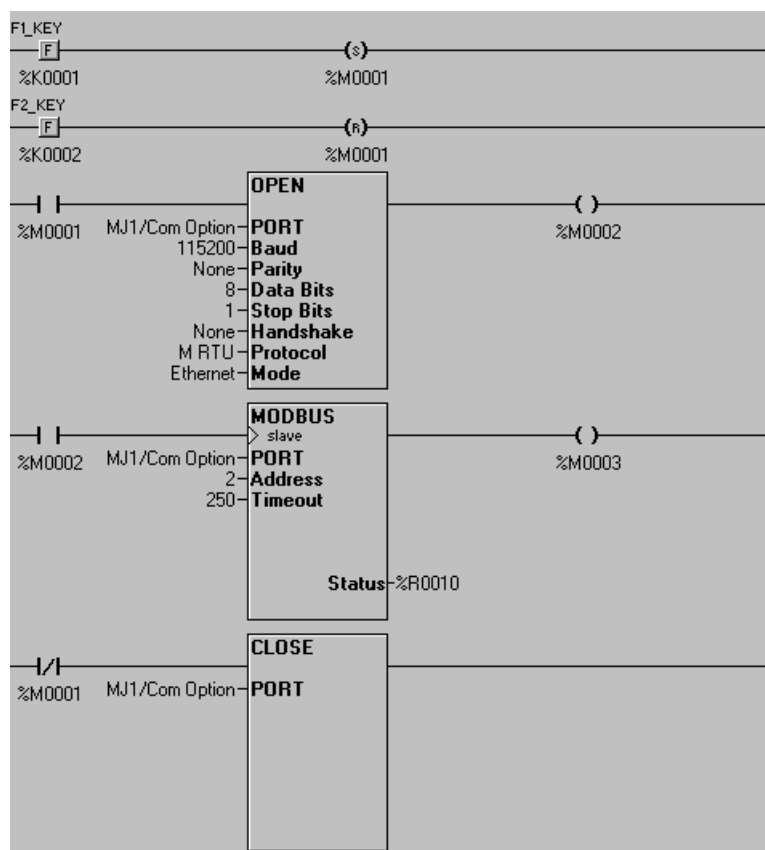 F1_KEY
F
(S)
%K0001 %M0001
F2_KEY
F
(R)
%K0002 %M0001
OPEN
%M0001 MJ1/Com Option PORT %M0002
115200 Baud
None Parity
8 Data Bits
1 Stop Bits
None Handshake
M RTU Protocol
Ethernet Mode
MODBUS
slave
%M0002 MJ1/Com Option PORT %M0003
2 Address
250 Timeout
Status %R0010
CLOSE
%M0001 MJ1/Com Option PORT